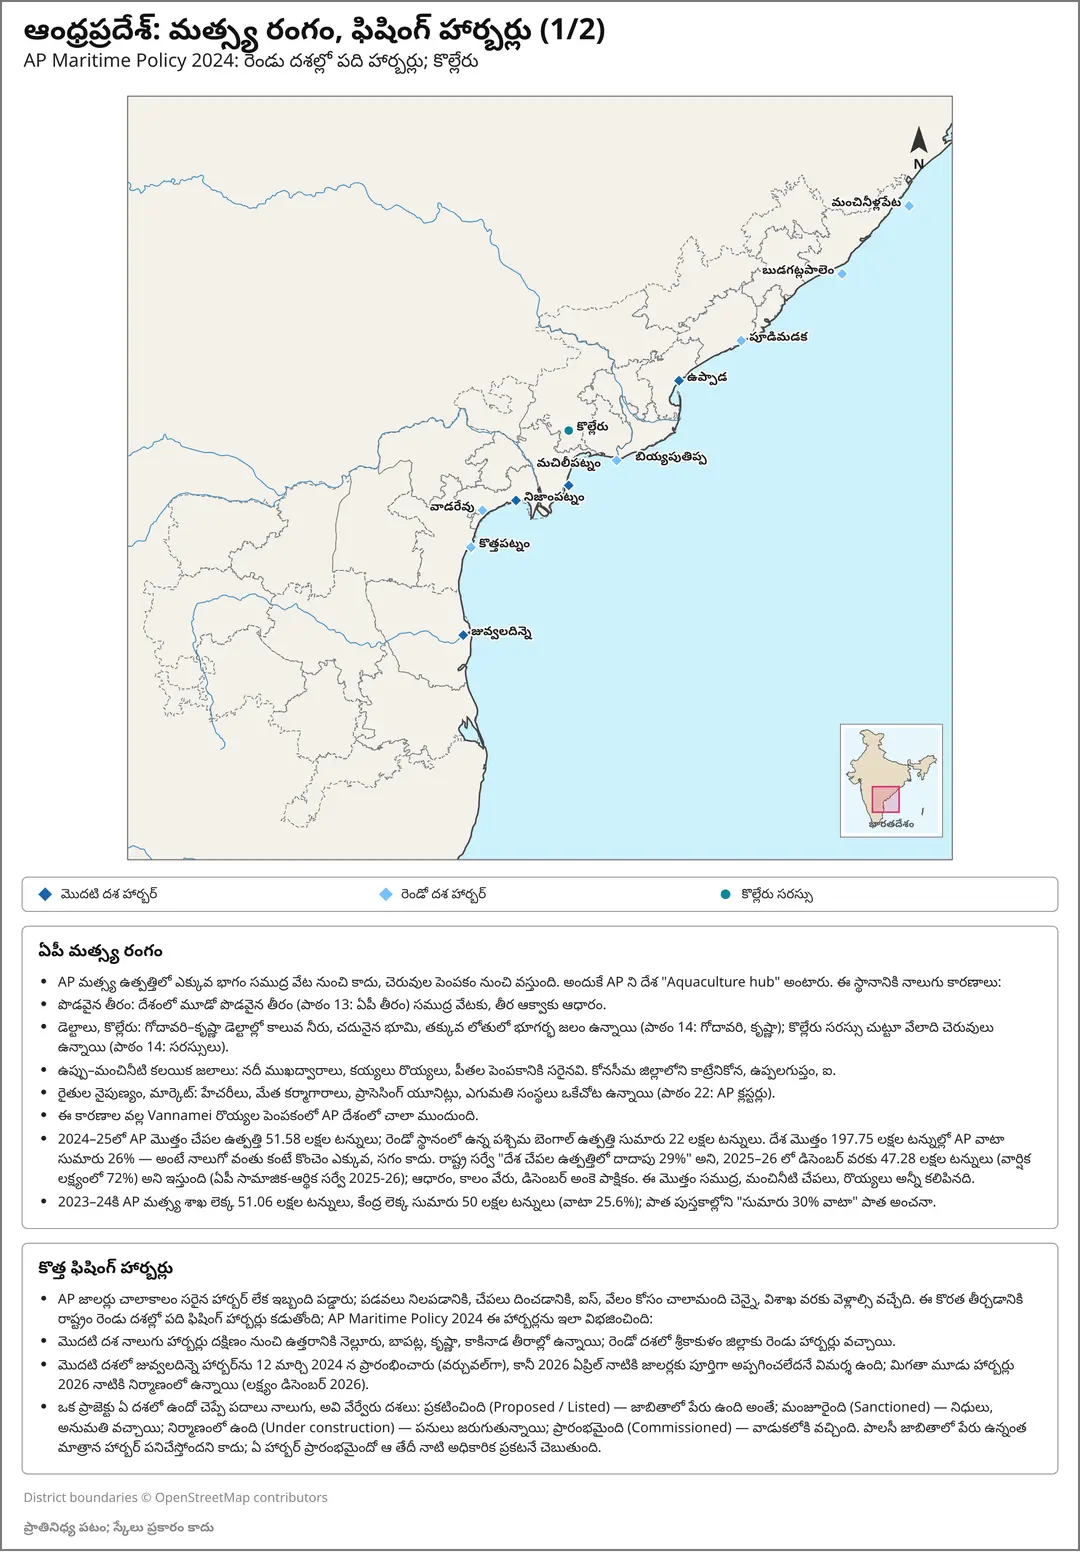 ఆంధ్రప్రదేశ్: మత్స్య రంగం, ఫిషింగ్ హార్బర్లు (1/2)
AP Maritime Policy 2024: రెండు దశల్లో పది హార్బర్లు; కొల్లేరు
N
మంచినీళ్లపేట
బుడగట్లపాలెం
పూడిమడక
ఉప్పాడ
కొల్లేరు
బియ్యపుతిప్ప
మచిలీపట్నం
నిజాంపట్నం
వాడరేవు
కొత్తపట్నం
జువ్వలదిన్నె
భారతదేశం
మొదటి దశ హార్బర్
రెండో దశ హార్బర్
కొల్లేరు సరస్సు
ఏపీ మత్స్య రంగం
• AP మత్స్య ఉత్పత్తిలో ఎక్కువ భాగం సముద్ర వేట నుంచి కాదు, చెరువుల పెంపకం నుంచి వస్తుంది. అందుకే AP ని దేశ "Aquaculture hub" అంటారు. ఈ స్థానానికి నాలుగు కారణాలు:
• పొడవైన తీరం: దేశంలో మూడో పొడవైన తీరం (పాఠం 13: ఏపీ తీరం) సముద్ర వేటకు, తీర ఆక్వాకు ఆధారం.
• డెల్టాలు, కొల్లేరు: గోదావరి–కృష్ణా డెల్టాల్లో కాలువ నీరు, చదునైన భూమి, తక్కువ లోతులో భూగర్భ జలం ఉన్నాయి (పాఠం 14: గోదావరి, కృష్ణా); కొల్లేరు సరస్సు చుట్టూ వేలాది చెరువులు
ఉన్నాయి (పాఠం 14: సరస్సులు).
• ఉప్పు–మంచినీటి కలయిక జలాలు: నదీ ముఖద్వారాలు, కయ్యలు రొయ్యలు, పీతల పెంపకానికి సరైనవి. కోనసీమ జిల్లాలోని కాట్రేనికోన, ఉప్పలగుప్తం, ఐ.
• రైతుల నైపుణ్యం, మార్కెట్: హేచరీలు, మేత కర్మాగారాలు, ప్రాసెసింగ్ యూనిట్లు, ఎగుమతి సంస్థలు ఒకేచోట ఉన్నాయి (పాఠం 22: AP క్లస్టర్లు).
• ఈ కారణాల వల్ల Vannamei రొయ్యల పెంపకంలో AP దేశంలో చాలా ముందుంది.
• 2024–25లో AP మొత్తం చేపల ఉత్పత్తి 51.58 లక్షల టన్నులు; రెండో స్థానంలో ఉన్న పశ్చిమ బెంగాల్ ఉత్పత్తి సుమారు 22 లక్షల టన్నులు. దేశ మొత్తం 197.75 లక్షల టన్నుల్లో AP వాటా
సుమారు 26% — అంటే నాలుగో వంతు కంటే కొంచెం ఎక్కువ, సగం కాదు. రాష్ట్ర సర్వే "దేశ చేపల ఉత్పత్తిలో దాదాపు 29%" అని, 2025–26 లో డిసెంబర్ వరకు 47.28 లక్షల టన్నులు (వార్షిక
లక్ష్యంలో 72%) అని ఇస్తుంది (ఏపీ సామాజిక-ఆర్థిక సర్వే 2025-26); ఆధారం, కాలం వేరు, డిసెంబర్ అంకె పాక్షికం. ఈ మొత్తం సముద్ర, మంచినీటి చేపలు, రొయ్యలు అన్నీ కలిపినది.
• 2023–24కి AP మత్స్య శాఖ లెక్క 51.06 లక్షల టన్నులు, కేంద్ర లెక్క సుమారు 50 లక్షల టన్నులు (వాటా 25.6%); పాత పుస్తకాల్లోని "సుమారు 30% వాటా" పాత అంచనా.
కొత్త ఫిషింగ్ హార్బర్లు
• AP జాలర్లు చాలాకాలం సరైన హార్బర్ లేక ఇబ్బంది పడ్డారు; పడవలు నిలపడానికి, చేపలు దించడానికి, ఐస్, వేలం కోసం చాలామంది చెన్నై, విశాఖ వరకు వెళ్లాల్సి వచ్చేది. ఈ కొరత తీర్చడానికి
రాష్ట్రం రెండు దశల్లో పది ఫిషింగ్ హార్బర్లు కడుతోంది; AP Maritime Policy 2024 ఈ హార్బర్లను ఇలా విభజించింది:
• మొదటి దశ నాలుగు హార్బర్లు దక్షిణం నుంచి ఉత్తరానికి నెల్లూరు, బాపట్ల, కృష్ణా, కాకినాడ తీరాల్లో ఉన్నాయి; రెండో దశలో శ్రీకాకుళం జిల్లాకు రెండు హార్బర్లు వచ్చాయి.
• మొదటి దశలో జువ్వలదిన్నె హార్బర్‌ను 12 మార్చి 2024 న ప్రారంభించారు (వర్చువల్‌గా), కానీ 2026 ఏప్రిల్ నాటికి జాలర్లకు పూర్తిగా అప్పగించలేదనే విమర్శ ఉంది; మిగతా మూడు హార్బర్లు
2026 నాటికి నిర్మాణంలో ఉన్నాయి (లక్ష్యం డిసెంబర్ 2026).
• ఒక ప్రాజెక్టు ఏ దశలో ఉందో చెప్పే పదాలు నాలుగు, అవి వేర్వేరు దశలు: ప్రకటించింది (Proposed / Listed) — జాబితాలో పేరు ఉంది అంతే; మంజూరైంది (Sanctioned) — నిధులు,
అనుమతి వచ్చాయి; నిర్మాణంలో ఉంది (Under construction) — పనులు జరుగుతున్నాయి; ప్రారంభమైంది (Commissioned) — వాడుకలోకి వచ్చింది. పాలసీ జాబితాలో పేరు ఉన్నంత
మాత్రాన హార్బర్ పనిచేస్తోందని కాదు; ఏ హార్బర్ ప్రారంభమైందో ఆ తేదీ నాటి అధికారిక ప్రకటనే చెబుతుంది.
District boundaries © OpenStreetMap contributors
ప్రాతినిధ్య పటం; స్కేలు ప్రకారం కాదు